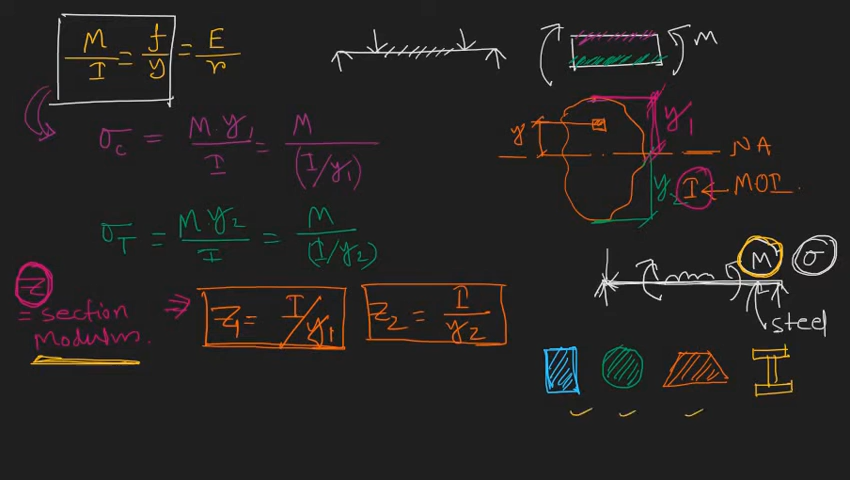 M/I = f/y = E/r
M
σc = M.y1/I = M/(I/y1)
y
y1
NA
y2
I ← MOI.
σT = M.y2/I = M/(I/y2)
M
σ
Z
= section
modulus.
⇒ Z1 = I/y1
Z2 = I/y2
steel